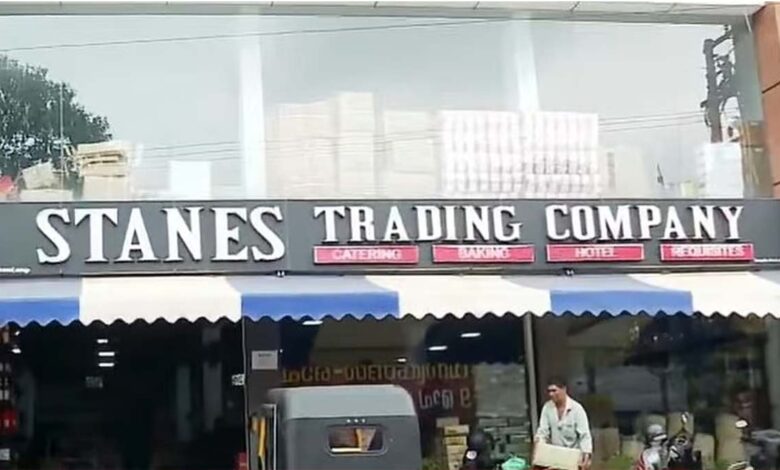 STANES TRADING COMPANY
CATERING BAKING HOTEL REQUISITES